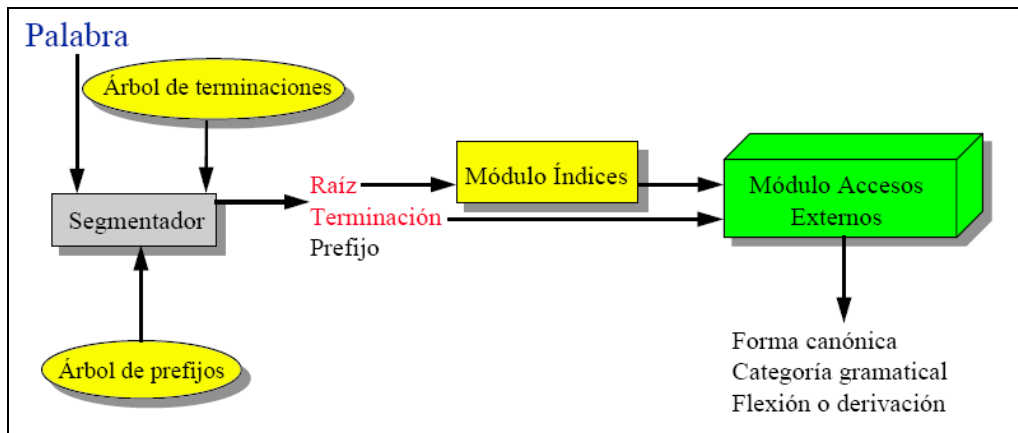 Palabra
Árbol de terminaciones
Segmentador
Árbol de prefijos
Raíz
Terminación
Prefijo
Módulo Índices
Módulo Accesos
Externos
Forma canónica
Categoría gramatical
Flexión o derivación